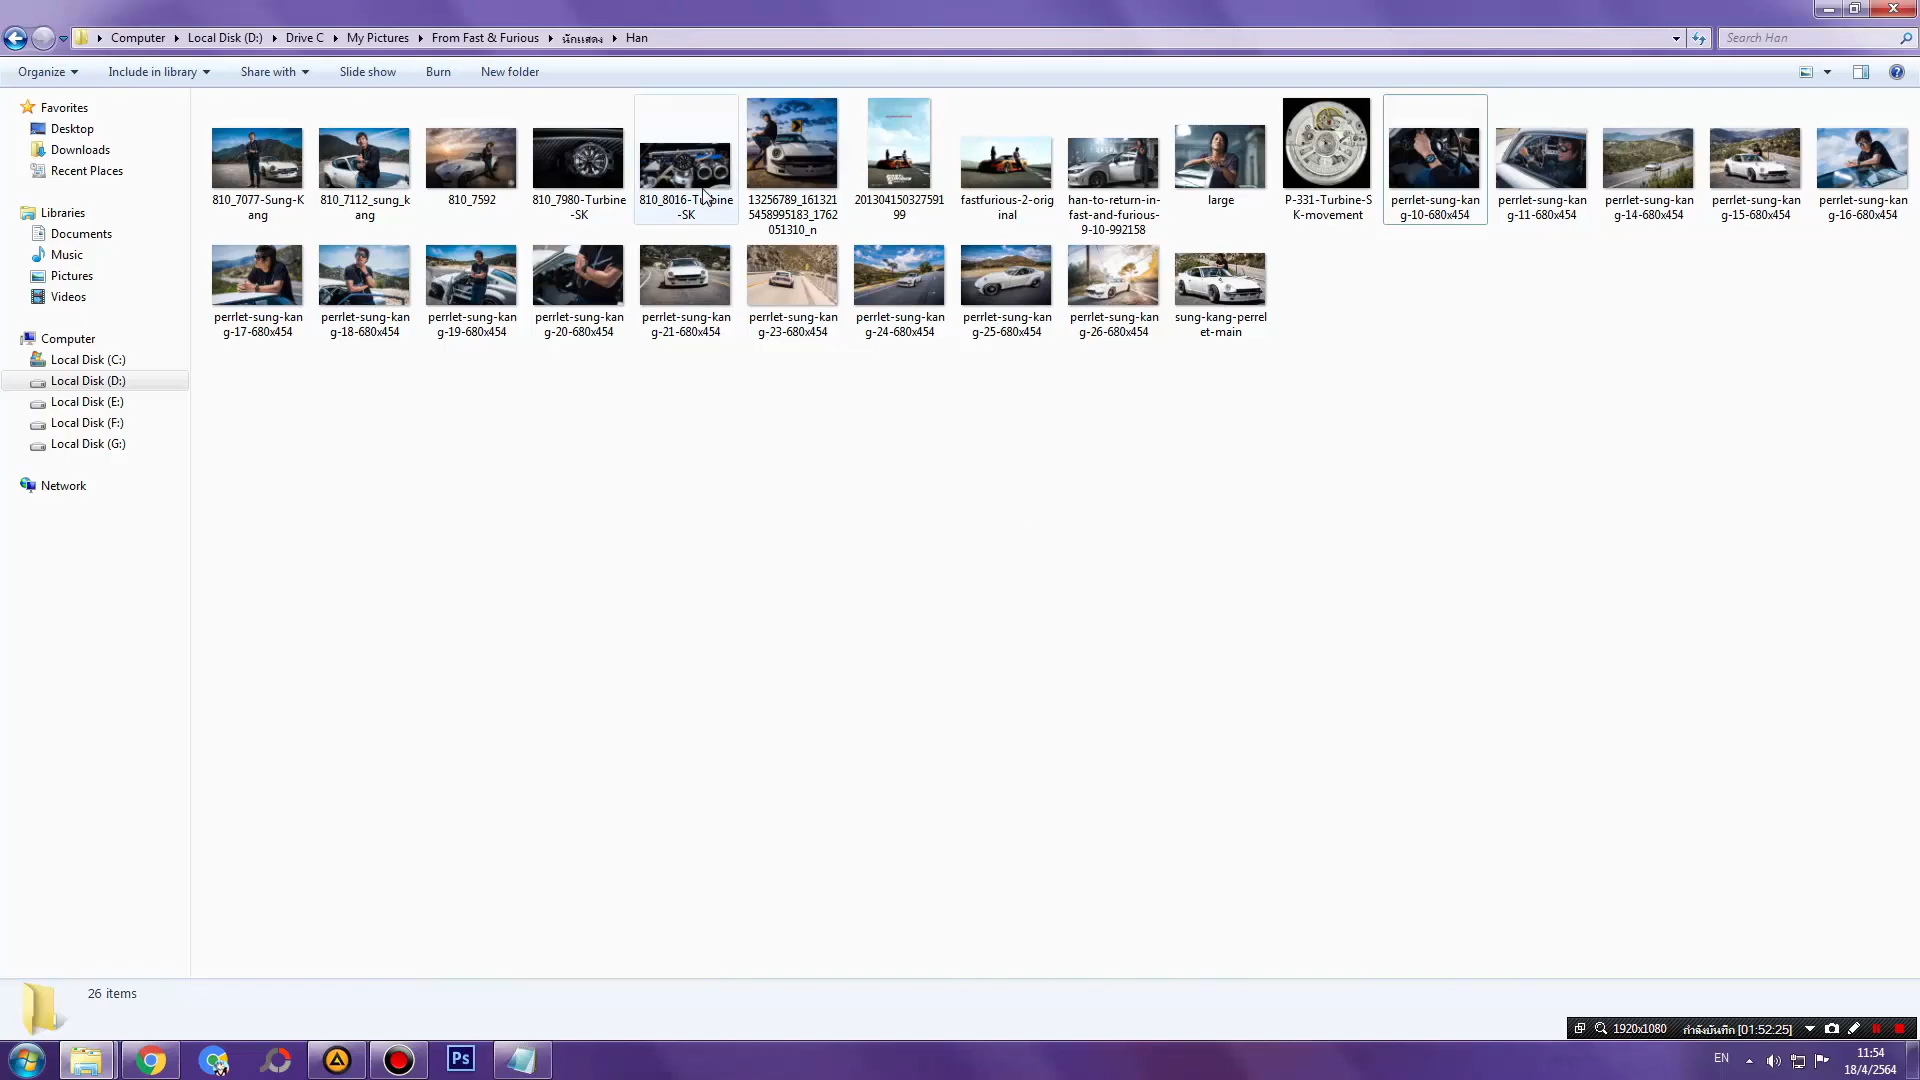 Computer Local Disk (D:) Drive C My Pictures From Fast & Furious นักแสดง Han
Search Han
Organize Include in library Share with Slide show Burn New folder
Favorites
Desktop
Downloads
Recent Places
Libraries
Documents
Music
Pictures
Videos
Computer
Local Disk (C:)
Local Disk (D:)
Local Disk (E:)
Local Disk (F:)
Local Disk (G:)
Network
810_7077-Sung-K
ang
810_7112_sung_k
ang
810_7592
810_7980-Turbine
-SK
810_8016-Turbine
-SK
13256789_161321
5458995183_1762
051310_n
201304150327591
99
fastfurious-2-orig
inal
han-to-return-in-
fast-and-furious-
9-10-992158
large
P-331-Turbine-S
K-movement
perrlet-sung-kan
g-10-680x454
perrlet-sung-kan
g-11-680x454
perrlet-sung-kan
g-14-680x454
perrlet-sung-kan
g-15-680x454
perrlet-sung-kan
g-16-680x454
perrlet-sung-kan
g-17-680x454
perrlet-sung-kan
g-18-680x454
perrlet-sung-kan
g-19-680x454
perrlet-sung-kan
g-20-680x454
perrlet-sung-kan
g-21-680x454
perrlet-sung-kan
g-23-680x454
perrlet-sung-kan
g-24-680x454
perrlet-sung-kan
g-25-680x454
perrlet-sung-kan
g-26-680x454
sung-kang-perrel
et-main
26 items
1920x1080 กำลังบันทึก [01:52:25]
Ps
EN
11:54
18/4/2564